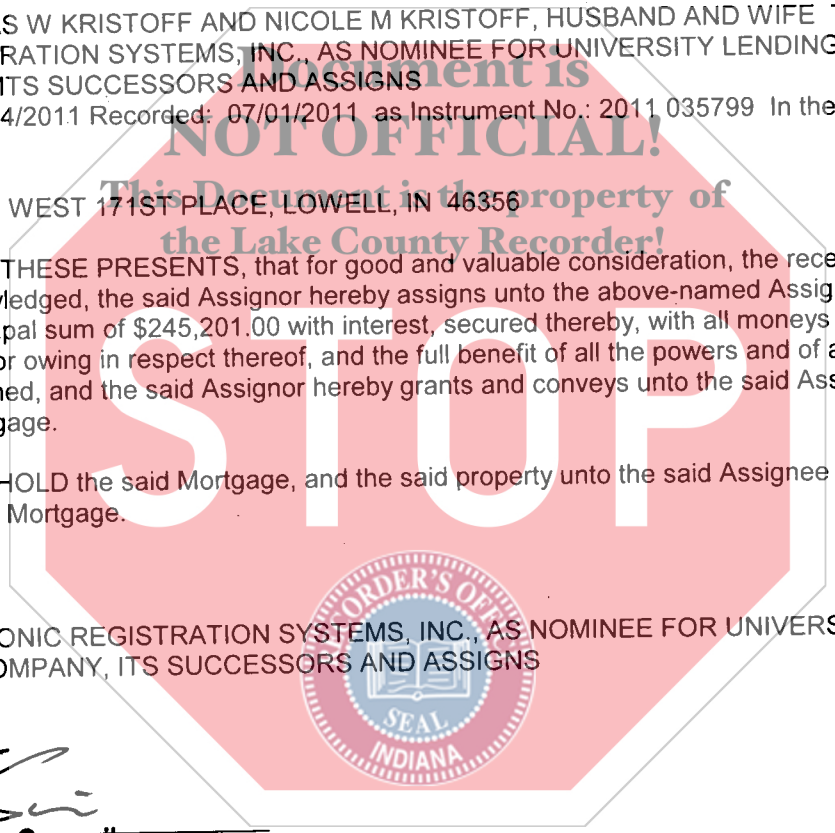 S W KRISTOFF AND NICOLE M KRISTOFF, HUSBAND AND WIFE
RATION SYSTEMS, INC., AS NOMINEE FOR UNIVERSITY LENDING
ITS SUCCESSORS AND ASSIGNS
Document is
4/2011 Recorded: 07/01/2011 as Instrument No.: 2011 035799 In the
NOT OFFICIAL!
WEST 171ST PLACE, LOWELL, IN 46356
This Document is the property of
the Lake County Recorder!
THESE PRESENTS, that for good and valuable consideration, the rece
ledged, the said Assignor hereby assigns unto the above-named Assig
pal sum of $245,201.00 with interest, secured thereby, with all moneys
or owing in respect thereof, and the full benefit of all the powers and of a
ned, and the said Assignor hereby grants and conveys unto the said Ass
gage.
STOP
HOLD the said Mortgage, and the said property unto the said Assignee
Mortgage.
ONIC REGISTRATION SYSTEMS, INC., AS NOMINEE FOR UNIVERS
OMPANY, ITS SUCCESSORS AND ASSIGNS
ORDER'S OFF
SEAL
INDIANA